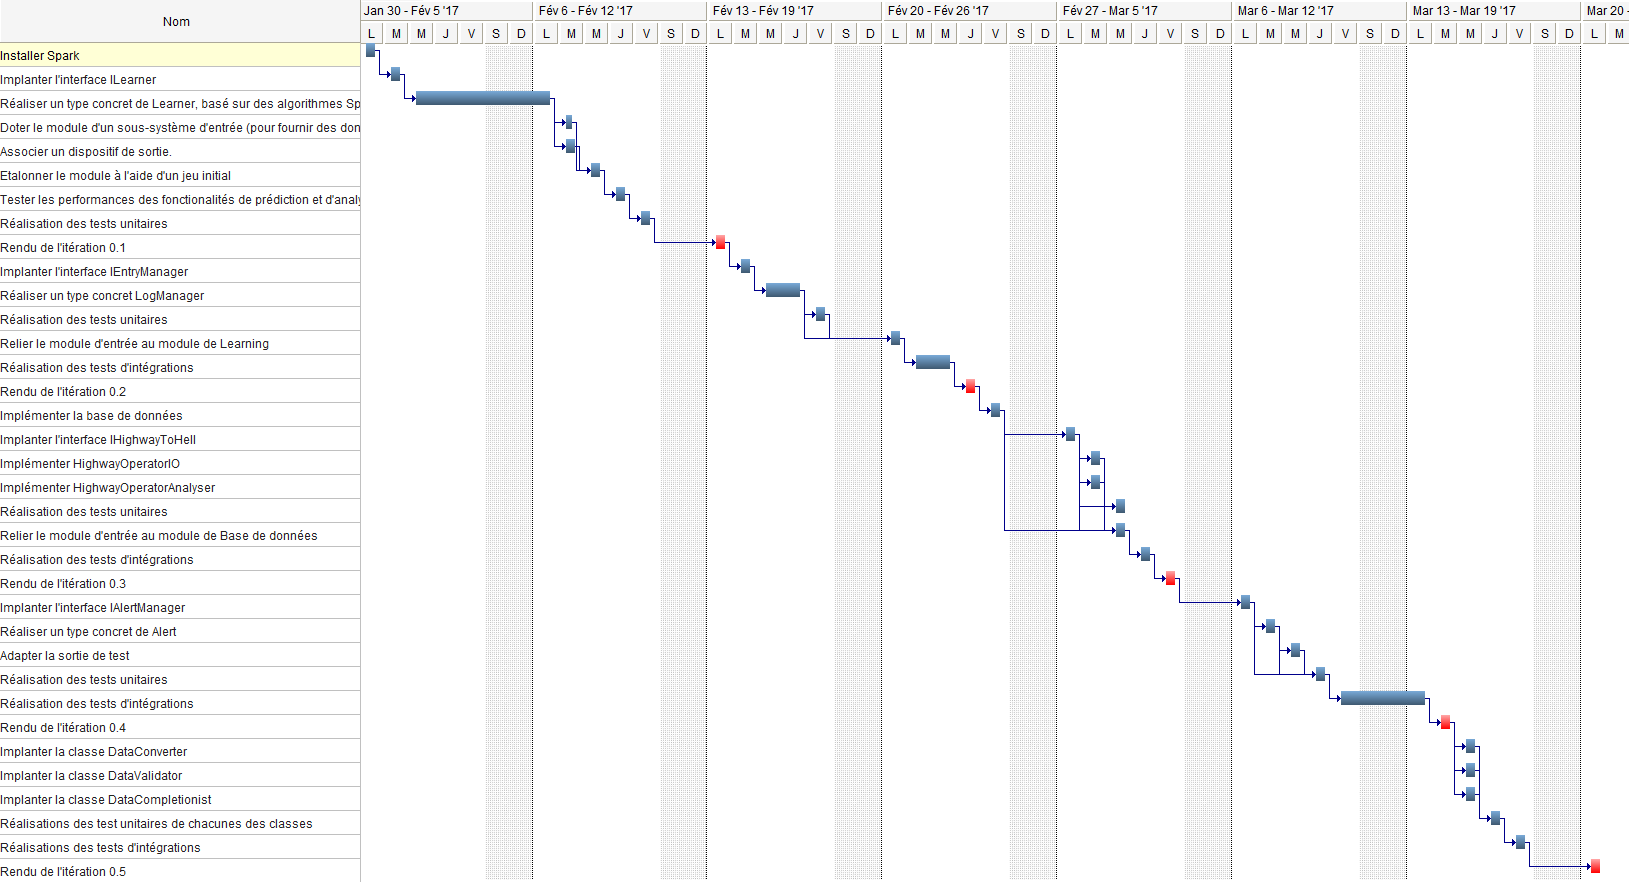 Nom
Jan 30 - Fév 5 '17 Fév 6 - Fév 12 '17 Fév 13 - Fév 19 '17 Fév 20 - Fév 26 '17 Fév 27 - Mar 5 '17 Mar 6 - Mar 12 '17 Mar 13 - Mar 19 '17 Mar 20 -
L M M J V S D L M M J V S D L M M J V S D L M M J V S D L M M J V S D L M M J V S D L M M J V S D L M
Installer Spark
Implanter l'interface ILearner
Réaliser un type concret de Learner, basé sur des algorithmes Sp
Doter le module d'un sous-système d'entrée (pour fournir des don
Associer un dispositif de sortie.
Etalonner le module à l'aide d'un jeu initial
Tester les performances des fonctionalités de prédiction et d'analy
Réalisation des tests unitaires
Rendu de l'itération 0.1
Implanter l'interface IEntryManager
Réaliser un type concret LogManager
Réalisation des tests unitaires
Relier le module d'entrée au module de Learning
Réalisation des tests d'intégrations
Rendu de l'itération 0.2
Implémenter la base de données
Implanter l'interface IHighwayToHell
Implémenter HighwayOperatorIO
Implémenter HighwayOperatorAnalyser
Réalisation des tests unitaires
Relier le module d'entrée au module de Base de données
Réalisation des tests d'intégrations
Rendu de l'itération 0.3
Implanter l'interface IAlertManager
Réaliser un type concret de Alert
Adapter la sortie de test
Réalisation des tests unitaires
Réalisation des tests d'intégrations
Rendu de l'itération 0.4
Implanter la classe DataConverter
Implanter la classe DataValidator
Implanter la classe DataCompletionist
Réalisations des test unitaires de chacunes des classes
Réalisations des tests d'intégrations
Rendu de l'itération 0.5